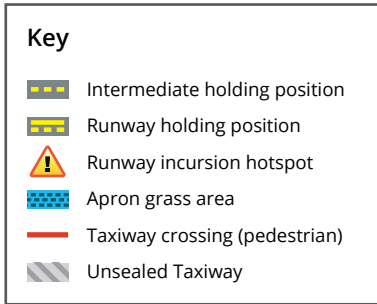 Key
Intermediate holding position
Runway holding position
Runway incursion hotspot
Apron grass area
Taxiway crossing (pedestrian)
Unsealed Taxiway